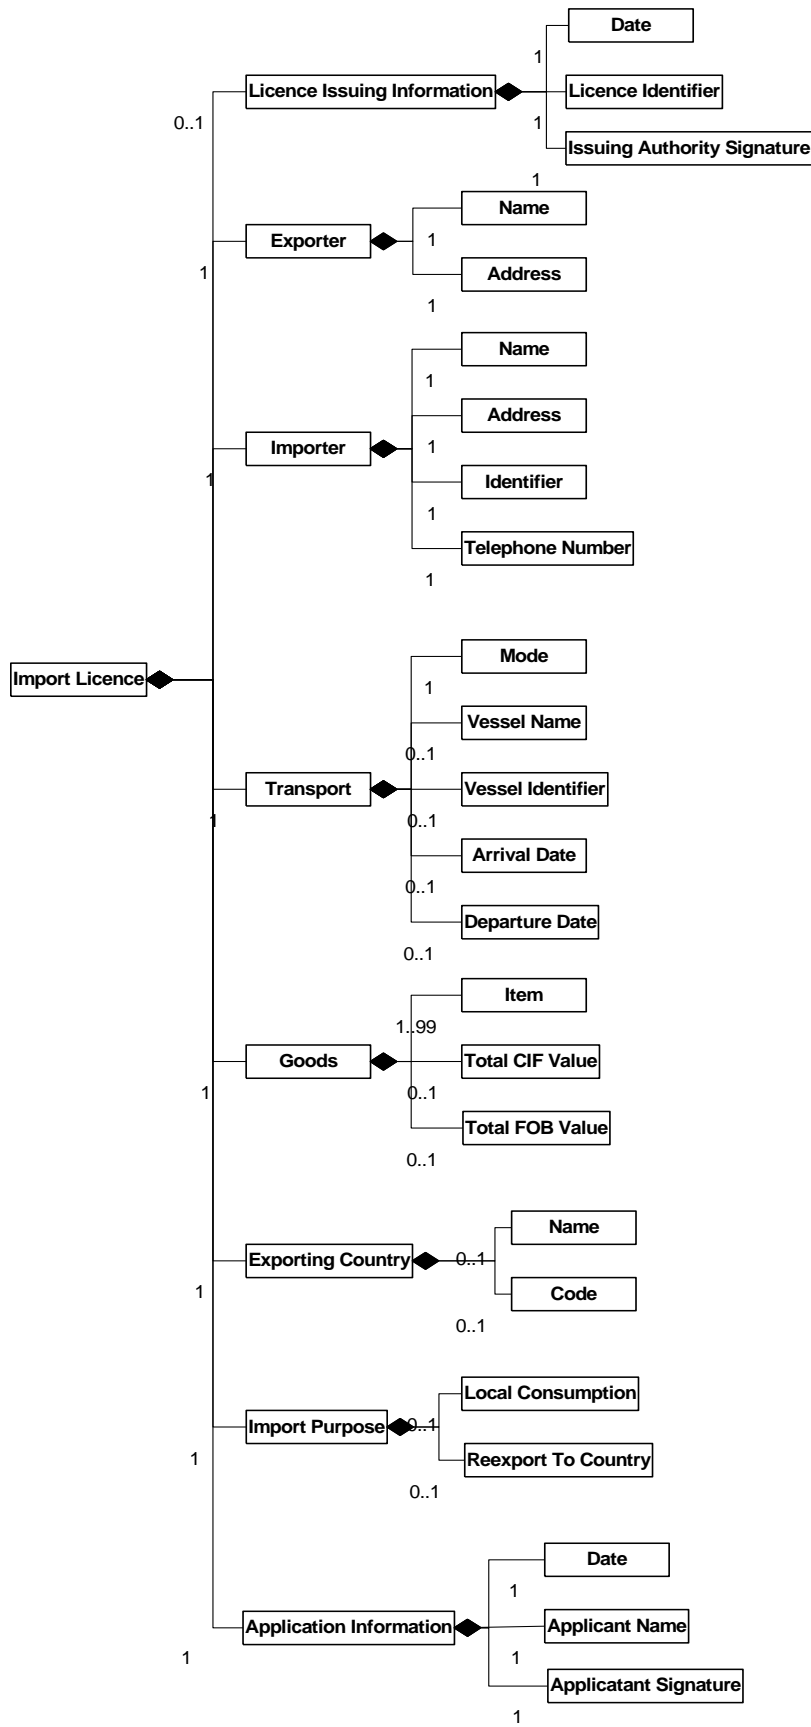 Date
1
Licence Issuing Information
Licence Identifier
0..1
1
Issuing Authority Signature
1
Name
Exporter
1
1
Address
1
Name
1
Address
Importer
1
1
Identifier
1
Telephone Number
1
Mode
Import Licence
1
Vessel Name
0..1
Transport
Vessel Identifier
1
0..1
Arrival Date
0..1
Departure Date
0..1
Item
1..99
Goods
Total CIF Value
1
0..1
Total FOB Value
0..1
Name
Exporting Country
0..1
1
Code
0..1
Local Consumption
Import Purpose
0..1
1
Reexport To Country
0..1
Date
1
Application Information
Applicant Name
1
1
Applicatant Signature
1